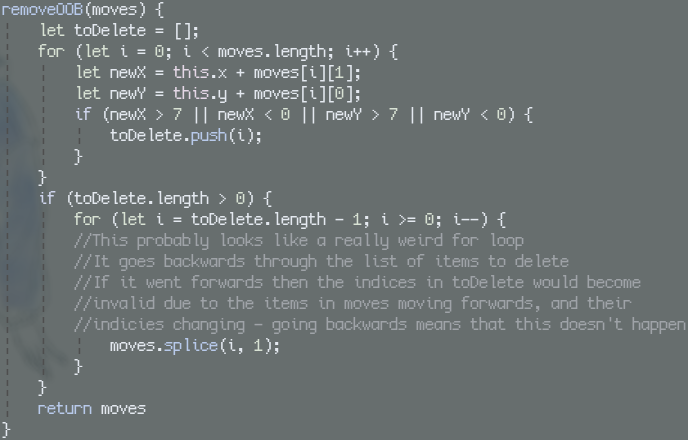 removeOOB(moves) {
let toDelete = [];
for (let i = 0; i < moves.length; i++) {
let newX = this.x + moves[i][1];
let newY = this.y + moves[i][0];
if (newX > 7 || newX < 0 || newY > 7 || newY < 0) {
toDelete.push(i);
}
}
if (toDelete.length > 0) {
for (let i = toDelete.length - 1; i >= 0; i--) {
//This probably looks like a really weird for loop
//It goes backwards through the list of items to delete
//If it went forwards then the indices in toDelete would become
//invalid due to the items in moves moving forwards, and their
//indicies changing - going backwards means that this doesn't happen
moves.splice(i, 1);
}
}
return moves
}